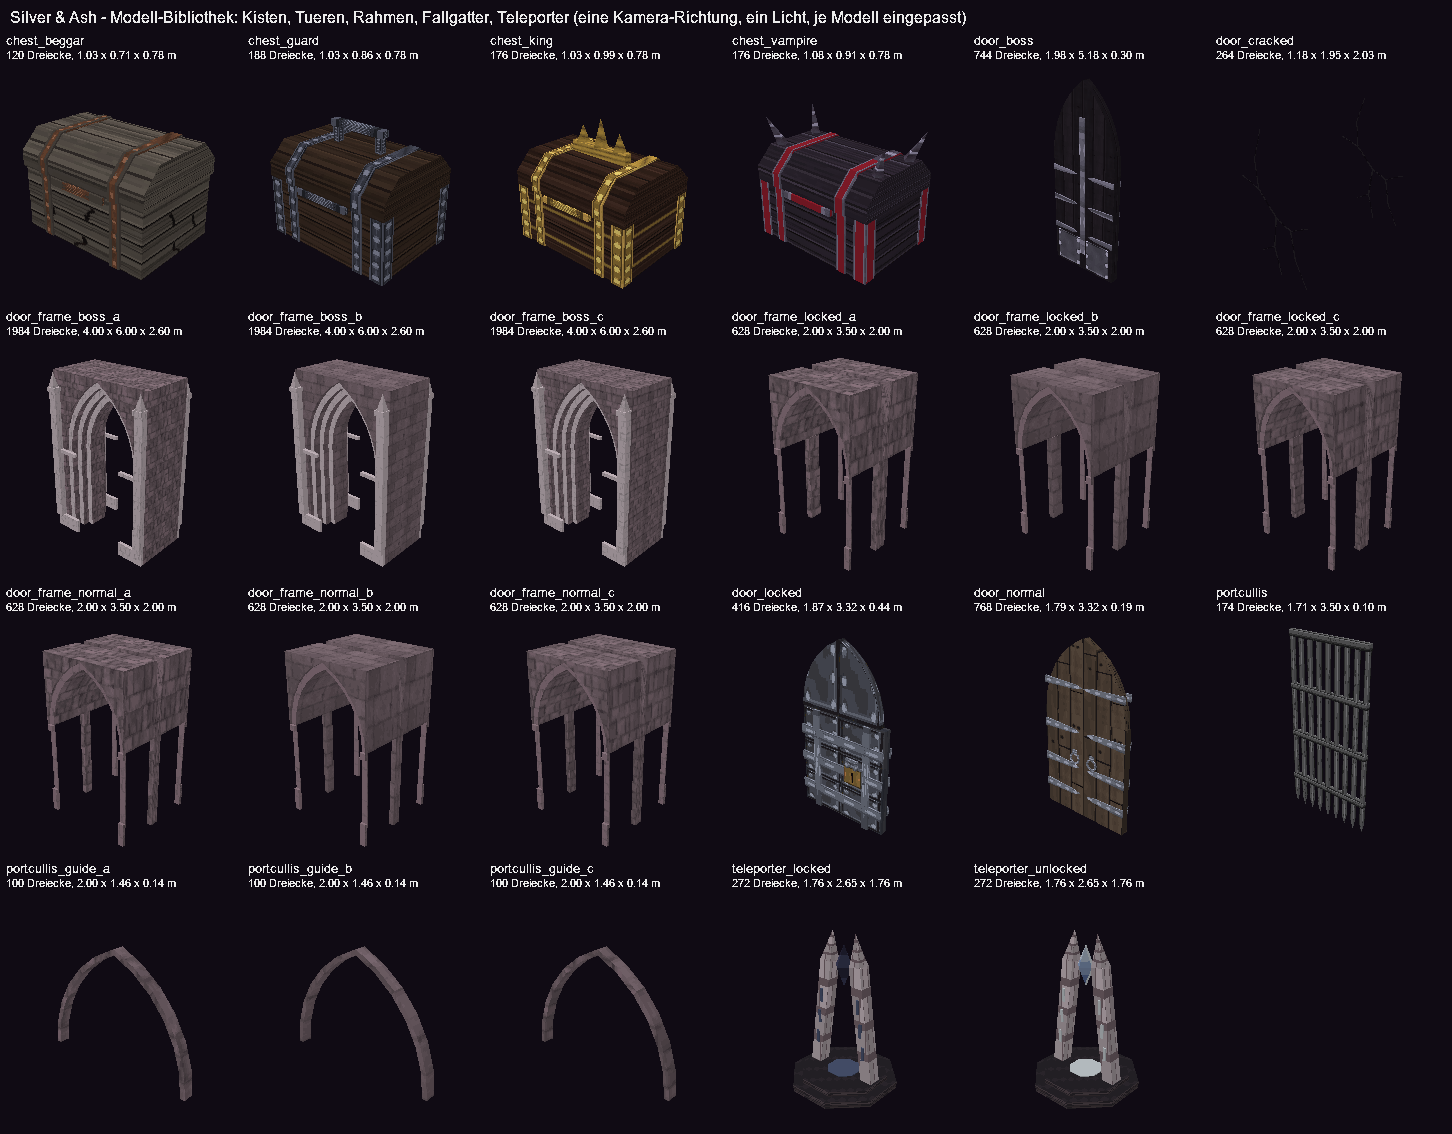 Silver & Ash - Modell-Bibliothek: Kisten, Tueren, Rahmen, Fallgatter, Teleporter (eine Kamera-Richtung, ein Licht, je Modell eingepasst)
chest_beggar
120 Dreiecke, 1.03 x 0.71 x 0.78 m
chest_guard
188 Dreiecke, 1.03 x 0.86 x 0.78 m
chest_king
176 Dreiecke, 1.03 x 0.99 x 0.78 m
chest_vampire
176 Dreiecke, 1.08 x 0.91 x 0.78 m
door_boss
744 Dreiecke, 1.98 x 5.18 x 0.30 m
door_cracked
264 Dreiecke, 1.18 x 1.95 x 2.03 m
door_frame_boss_a
1984 Dreiecke, 4.00 x 6.00 x 2.60 m
door_frame_boss_b
1984 Dreiecke, 4.00 x 6.00 x 2.60 m
door_frame_boss_c
1984 Dreiecke, 4.00 x 6.00 x 2.60 m
door_frame_locked_a
628 Dreiecke, 2.00 x 3.50 x 2.00 m
door_frame_locked_b
628 Dreiecke, 2.00 x 3.50 x 2.00 m
door_frame_locked_c
628 Dreiecke, 2.00 x 3.50 x 2.00 m
door_frame_normal_a
628 Dreiecke, 2.00 x 3.50 x 2.00 m
door_frame_normal_b
628 Dreiecke, 2.00 x 3.50 x 2.00 m
door_frame_normal_c
628 Dreiecke, 2.00 x 3.50 x 2.00 m
door_locked
416 Dreiecke, 1.87 x 3.32 x 0.44 m
door_normal
768 Dreiecke, 1.79 x 3.32 x 0.19 m
portcullis
174 Dreiecke, 1.71 x 3.50 x 0.10 m
portcullis_guide_a
100 Dreiecke, 2.00 x 1.46 x 0.14 m
portcullis_guide_b
100 Dreiecke, 2.00 x 1.46 x 0.14 m
portcullis_guide_c
100 Dreiecke, 2.00 x 1.46 x 0.14 m
teleporter_locked
272 Dreiecke, 1.76 x 2.65 x 1.76 m
teleporter_unlocked
272 Dreiecke, 1.76 x 2.65 x 1.76 m